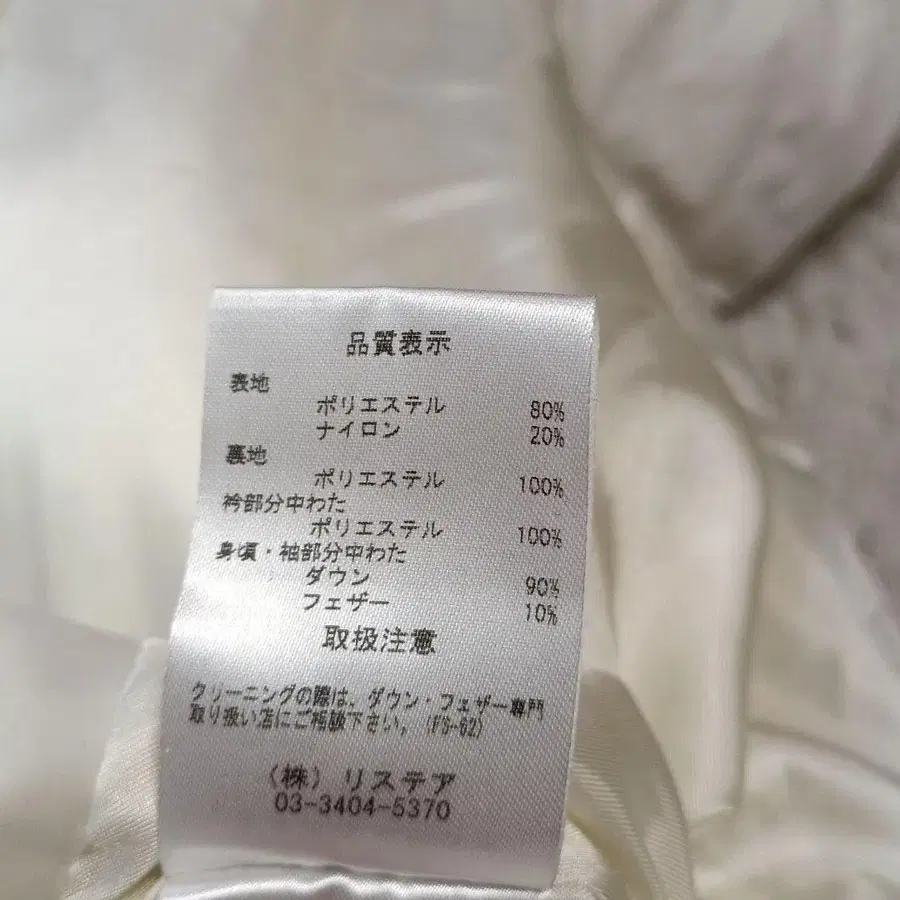 品質表示
表地
ポリエステル 80%
ナイロン 20%
裏地
ポリエステル 100%
衿部分中わた
ポリエステル 100%
身頃・袖部分中わた
ダウン 90%
フェザー 10%
取扱注意
クリーニングの際は、ダウン・フェザー専門
取り扱い店にご相談下さい。(FS-62)
(株) リステア
03-3404-5370